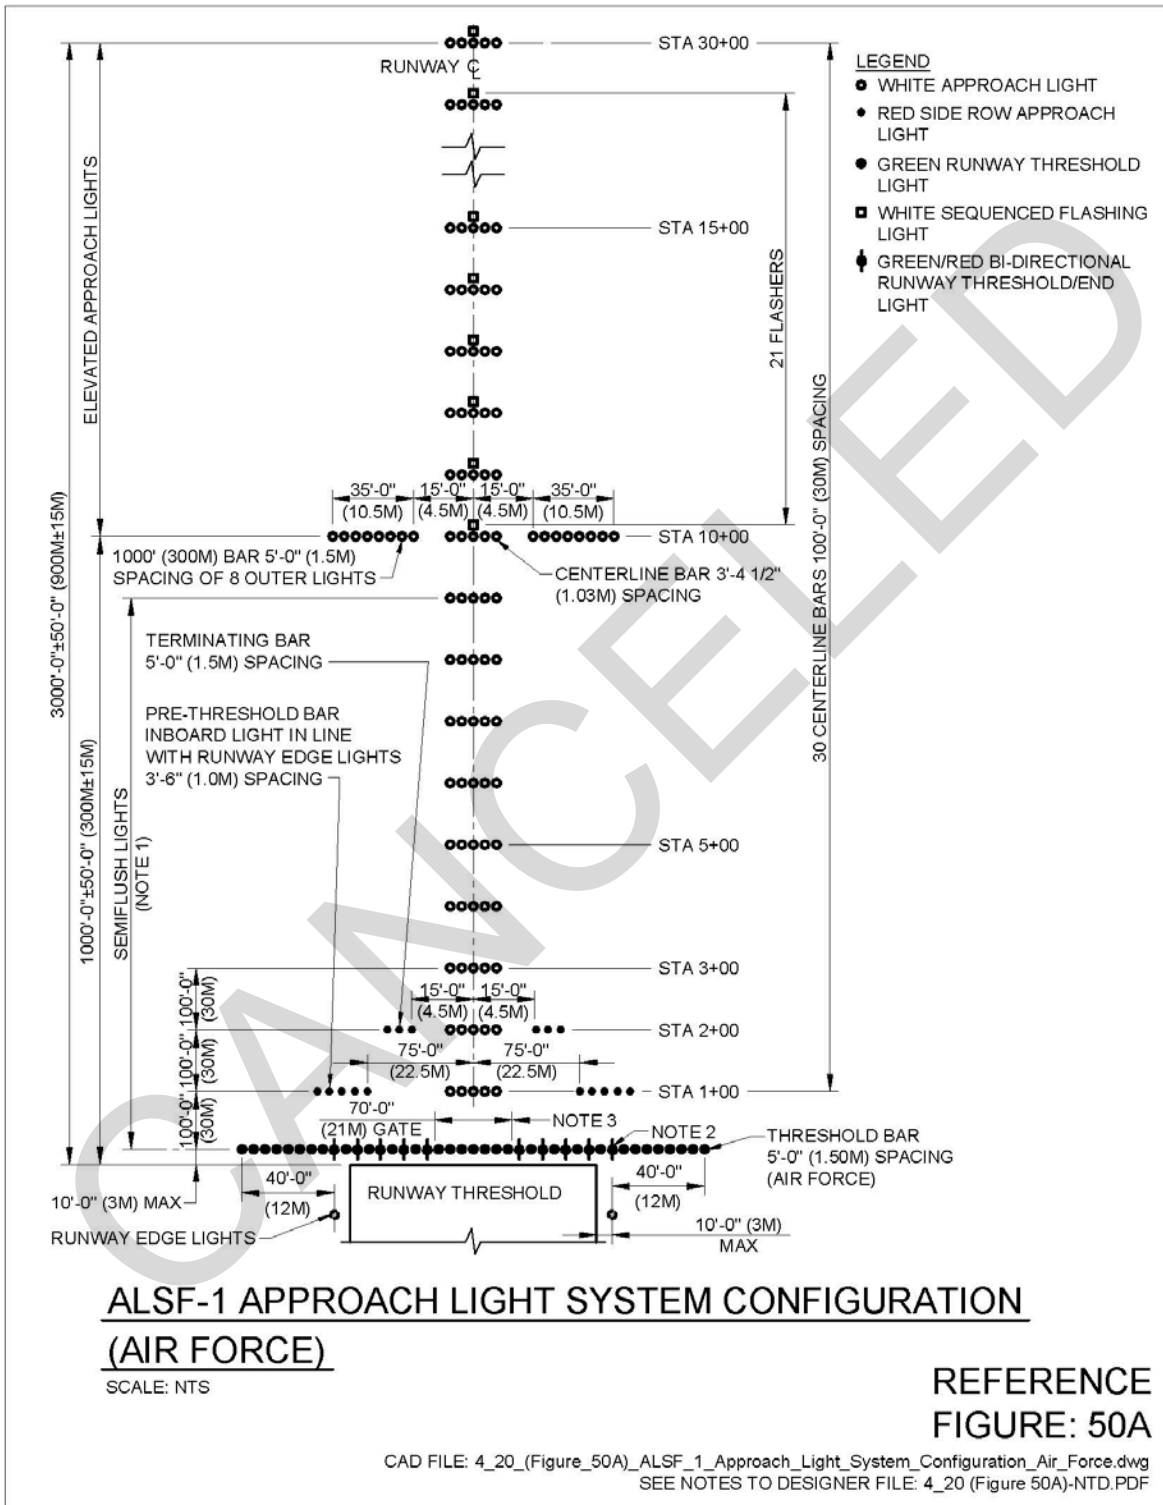 STA 30+00
RUNWAY ℄
LEGEND
WHITE APPROACH LIGHT
RED SIDE ROW APPROACH
LIGHT
GREEN RUNWAY THRESHOLD
LIGHT
WHITE SEQUENCED FLASHING
LIGHT
GREEN/RED BI-DIRECTIONAL
RUNWAY THRESHOLD/END
LIGHT
ELEVATED APPROACH LIGHTS
STA 15+00
21 FLASHERS
30 CENTERLINE BARS 100'-0" (30M) SPACING
3000'-0"±50'-0" (900M±15M)
35'-0"
(10.5M)
15'-0"
(4.5M)
15'-0"
(4.5M)
35'-0"
(10.5M)
STA 10+00
1000' (300M) BAR 5'-0" (1.5M)
SPACING OF 8 OUTER LIGHTS
CENTERLINE BAR 3'-4 1/2"
(1.03M) SPACING
TERMINATING BAR
5'-0" (1.5M) SPACING
PRE-THRESHOLD BAR
INBOARD LIGHT IN LINE
WITH RUNWAY EDGE LIGHTS
3'-6" (1.0M) SPACING
1000'-0"±50'-0" (300M±15M)
SEMIFLUSH LIGHTS
(NOTE 1)
STA 5+00
STA 3+00
100'-0"
(30M)
15'-0"
(4.5M)
15'-0"
(4.5M)
STA 2+00
100'-0"
(30M)
75'-0"
(22.5M)
75'-0"
(22.5M)
STA 1+00
100'-0"
(30M)
70'-0"
(21M) GATE
NOTE 3
NOTE 2
THRESHOLD BAR
5'-0" (1.50M) SPACING
(AIR FORCE)
10'-0" (3M) MAX
40'-0"
(12M)
RUNWAY THRESHOLD
40'-0"
(12M)
RUNWAY EDGE LIGHTS
10'-0" (3M)
MAX
CANCELED
ALSF-1 APPROACH LIGHT SYSTEM CONFIGURATION
(AIR FORCE)
SCALE: NTS
REFERENCE
FIGURE: 50A
CAD FILE: 4_20_(Figure_50A)_ALSF_1_Approach_Light_System_Configuration_Air_Force.dwg
SEE NOTES TO DESIGNER FILE: 4_20 (Figure 50A)-NTD.PDF